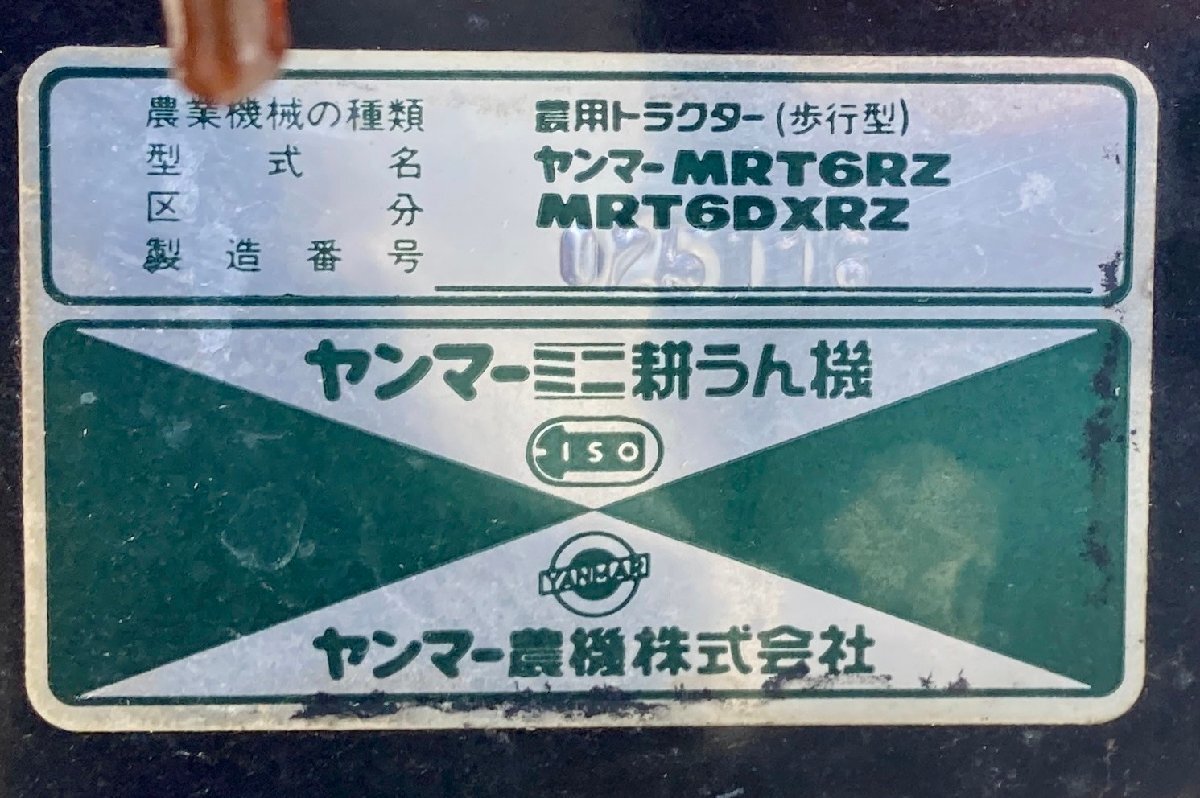 農業機械の種類 農用トラクター(歩行型)
型式名 ヤンマーMRT6RZ
区分 MRT6DXRZ
製造番号
ヤンマーミニ耕うん機
ISO
YANMAR
ヤンマー農機株式会社